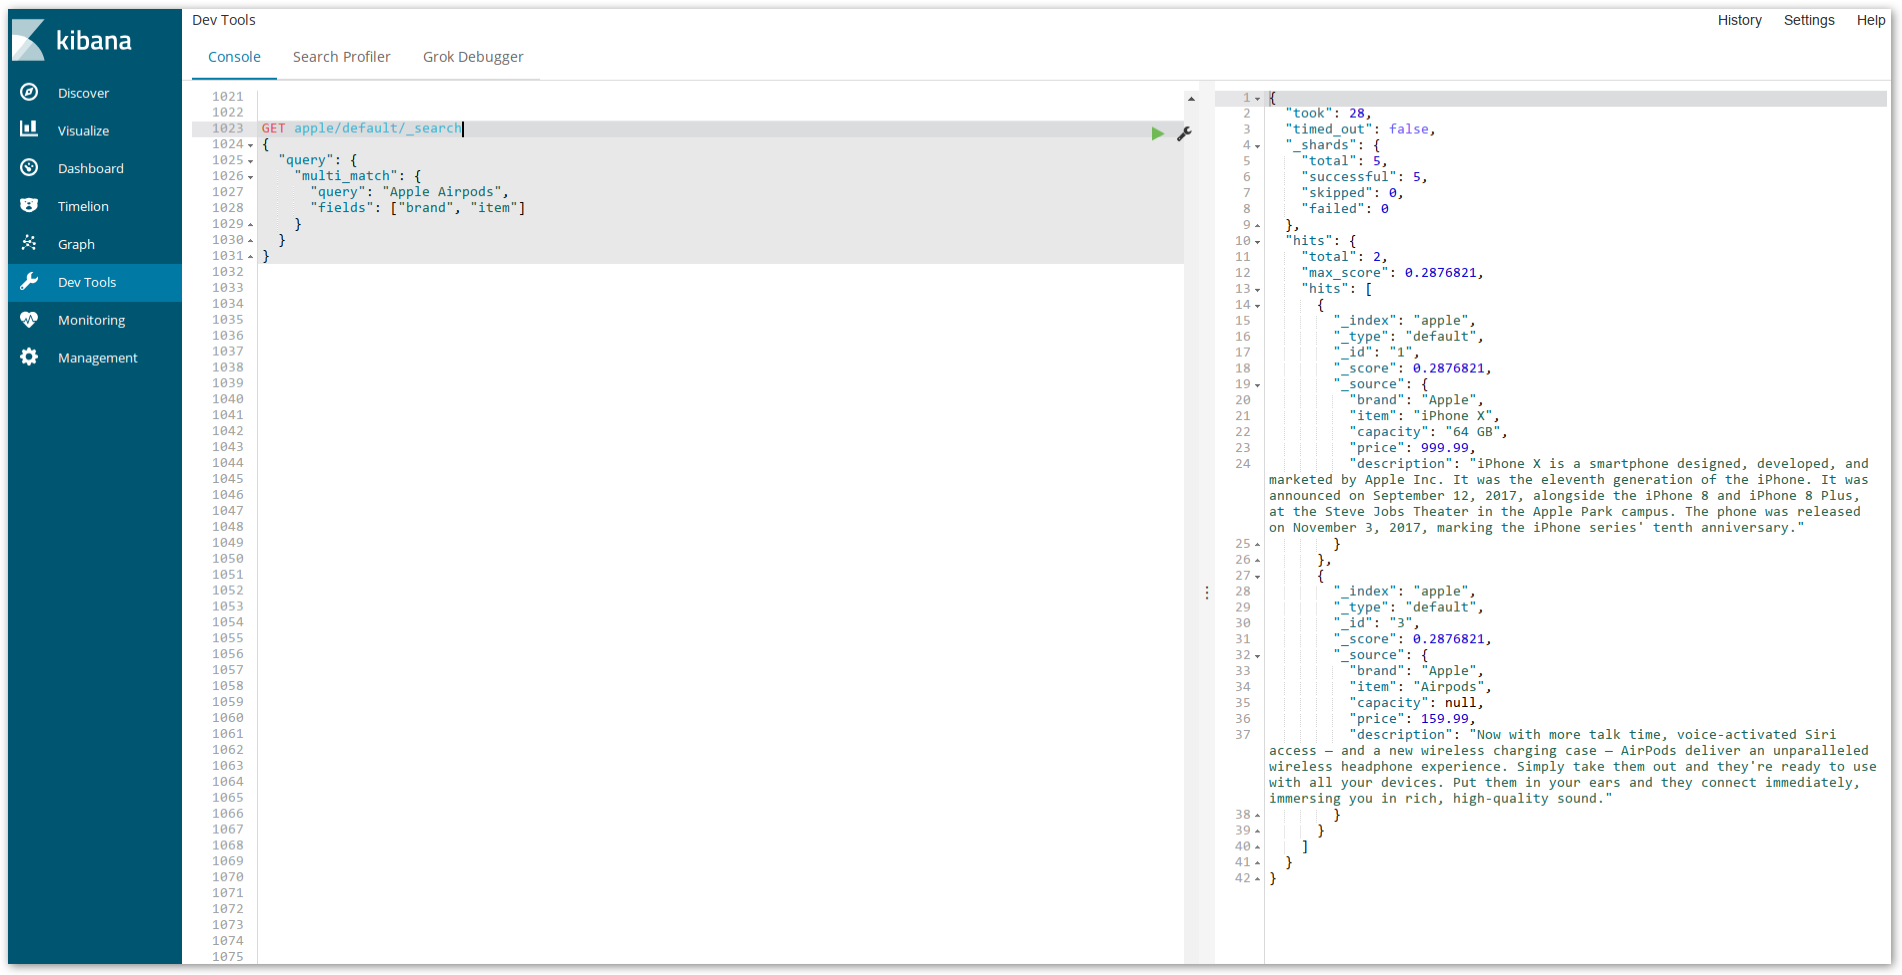 kibana
Discover
Visualize
Dashboard
Timelion
Graph
Dev Tools
Monitoring
Management
Dev Tools
History Settings Help
Console Search Profiler Grok Debugger
1021
1022
1023 GET apple/default/_search
1024 {
1025 "query": {
1026 "multi_match": {
1027 "query": "Apple Airpods",
1028 "fields": ["brand", "item"]
1029 }
1030 }
1031 }
1032
1033
1034
1035
1036
1037
1038
1039
1040
1041
1042
1043
1044
1045
1046
1047
1048
1049
1050
1051
1052
1053
1054
1055
1056
1057
1058
1059
1060
1061
1062
1063
1064
1065
1066
1067
1068
1069
1070
1071
1072
1073
1074
1075
1 {
2 "took": 28,
3 "timed_out": false,
4 "_shards": {
5 "total": 5,
6 "successful": 5,
7 "skipped": 0,
8 "failed": 0
9 },
10 "hits": {
11 "total": 2,
12 "max_score": 0.2876821,
13 "hits": [
14 {
15 "_index": "apple",
16 "_type": "default",
17 "_id": "1",
18 "_score": 0.2876821,
19 "_source": {
20 "brand": "Apple",
21 "item": "iPhone X",
22 "capacity": "64 GB",
23 "price": 999.99,
24 "description": "iPhone X is a smartphone designed, developed, and
marketed by Apple Inc. It was the eleventh generation of the iPhone. It was
announced on September 12, 2017, alongside the iPhone 8 and iPhone 8 Plus,
at the Steve Jobs Theater in the Apple Park campus. The phone was released
on November 3, 2017, marking the iPhone series' tenth anniversary."
25 }
26 },
27 {
28 "_index": "apple",
29 "_type": "default",
30 "_id": "3",
31 "_score": 0.2876821,
32 "_source": {
33 "brand": "Apple",
34 "item": "Airpods",
35 "capacity": null,
36 "price": 159.99,
37 "description": "Now with more talk time, voice-activated Siri
access — and a new wireless charging case — AirPods deliver an unparalleled
wireless headphone experience. Simply take them out and they're ready to use
with all your devices. Put them in your ears and they connect immediately,
immersing you in rich, high-quality sound."
38 }
39 }
40 ]
41 }
42 }